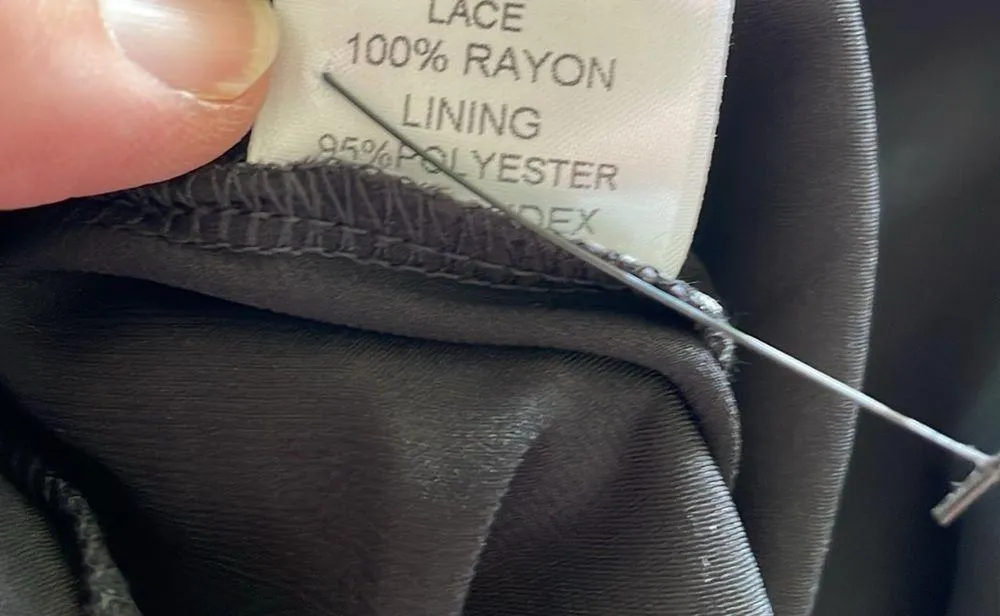 LACE
100% RAYON
LINING
95% POLYESTER